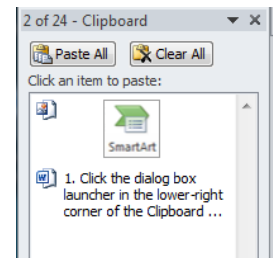 2 of 24 - Clipboard
Paste All Clear All
Click an item to paste:
SmartArt
1. Click the dialog box
launcher in the lower-right
corner of the Clipboard ...